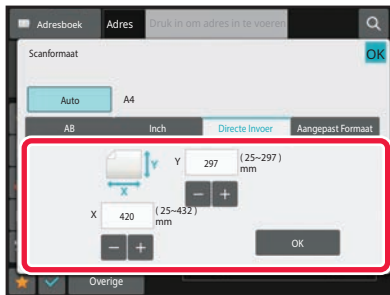 Adresboek Adres Druk in om adres in te voeren
Scanformaat OK
Auto A4
AB Inch Directe Invoer Aangepast Formaat
Y Y 297 (25~297)
mm
X
X 420 (25~432)
mm
OK
Overige